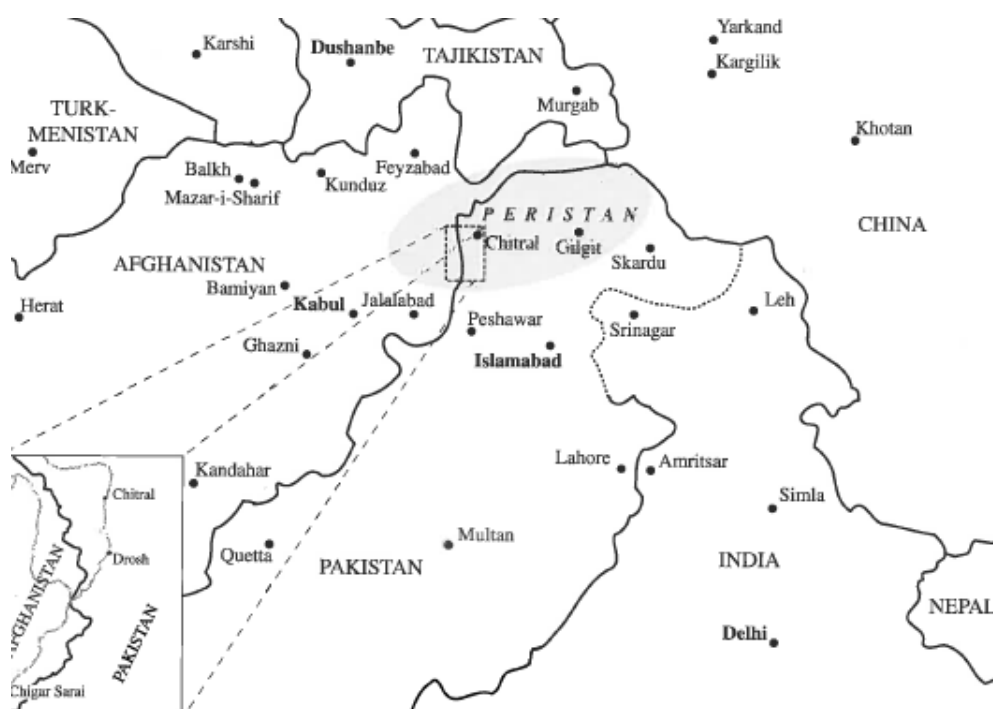 Karshi
Dushanbe
TAJIKISTAN
Yarkand
Kargilik
Murgab
TURK-
MENISTAN
Khotan
Merv
Balkh
Mazar-i-Sharif
Kunduz
Feyzabad
PERISTAN
CHINA
Chitral
Gilgit
Skardu
AFGHANISTAN
Bamiyan
Herat
Kabul
Jalalabad
Leh
Peshawar
Srinagar
Ghazni
Islamabad
Kandahar
Lahore
Amritsar
Simla
Chitral
Quetta
Multan
Drosh
PAKISTAN
INDIA
AFGHANISTAN
NEPAL
PAKISTAN
Delhi
Chigar Sarai